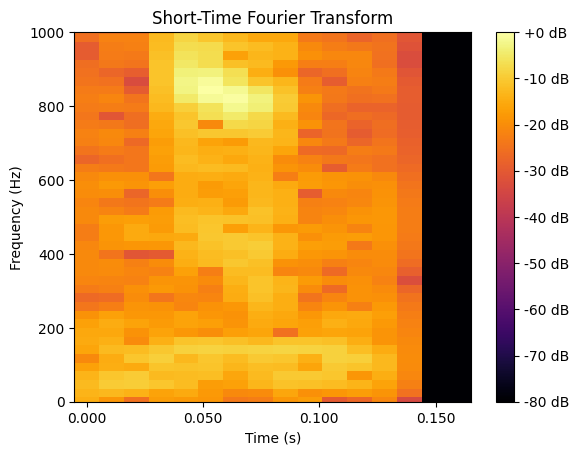 Short-Time Fourier Transform
1000
800
600
400
200
0
Frequency (Hz)
0.000
0.050
0.100
0.150
Time (s)
+0 dB
-10 dB
-20 dB
-30 dB
-40 dB
-50 dB
-60 dB
-70 dB
-80 dB